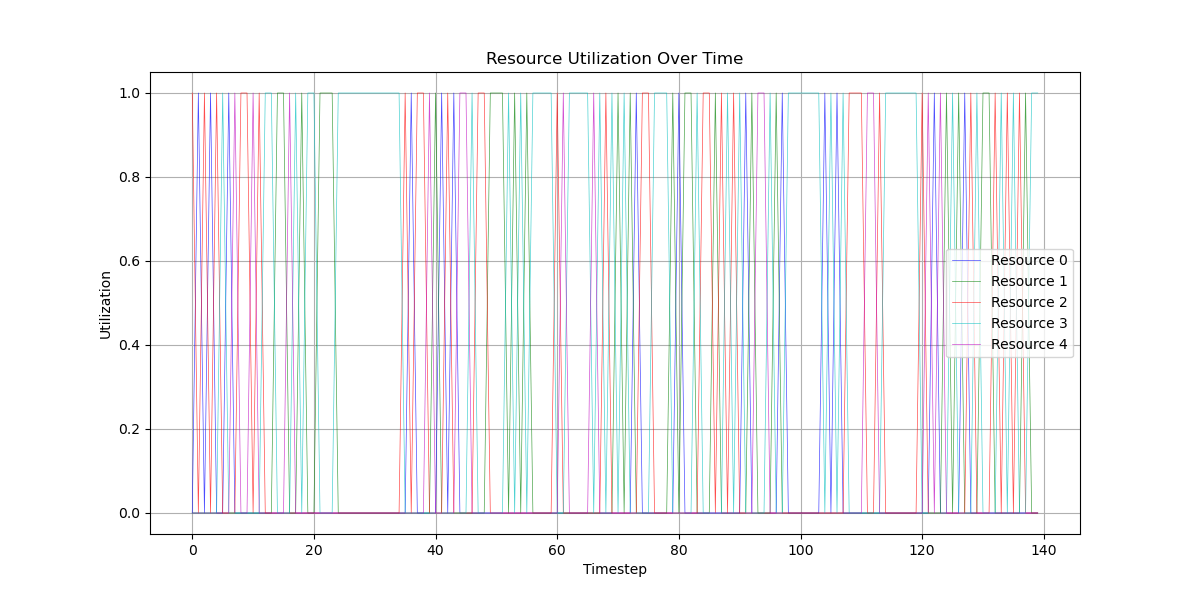 Resource Utilization Over Time
1.0
0.8
0.6
0.4
0.2
0.0
Utilization
Resource 0
Resource 1
Resource 2
Resource 3
Resource 4
0 20 40 60 80 100 120 140
Timestep